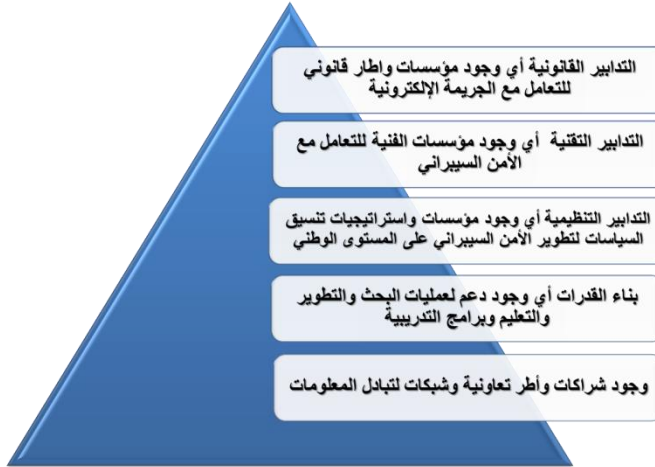 التدابير القانونية أي وجود مؤسسات واطار قانوني
للتعامل مع الجريمة الإلكترونية
التدابير التقنية أي وجود مؤسسات الفنية للتعامل مع
الأمن السيبراني
التدابير التنظيمية أي وجود مؤسسات واستراتيجيات تنسيق
السياسات لتطوير الأمن السيبراني على المستوى الوطني
بناء القدرات أي وجود دعم لعمليات البحث والتطوير
والتعليم وبرامج التدريبية
وجود شراكات وأطر تعاونية وشبكات لتبادل المعلومات